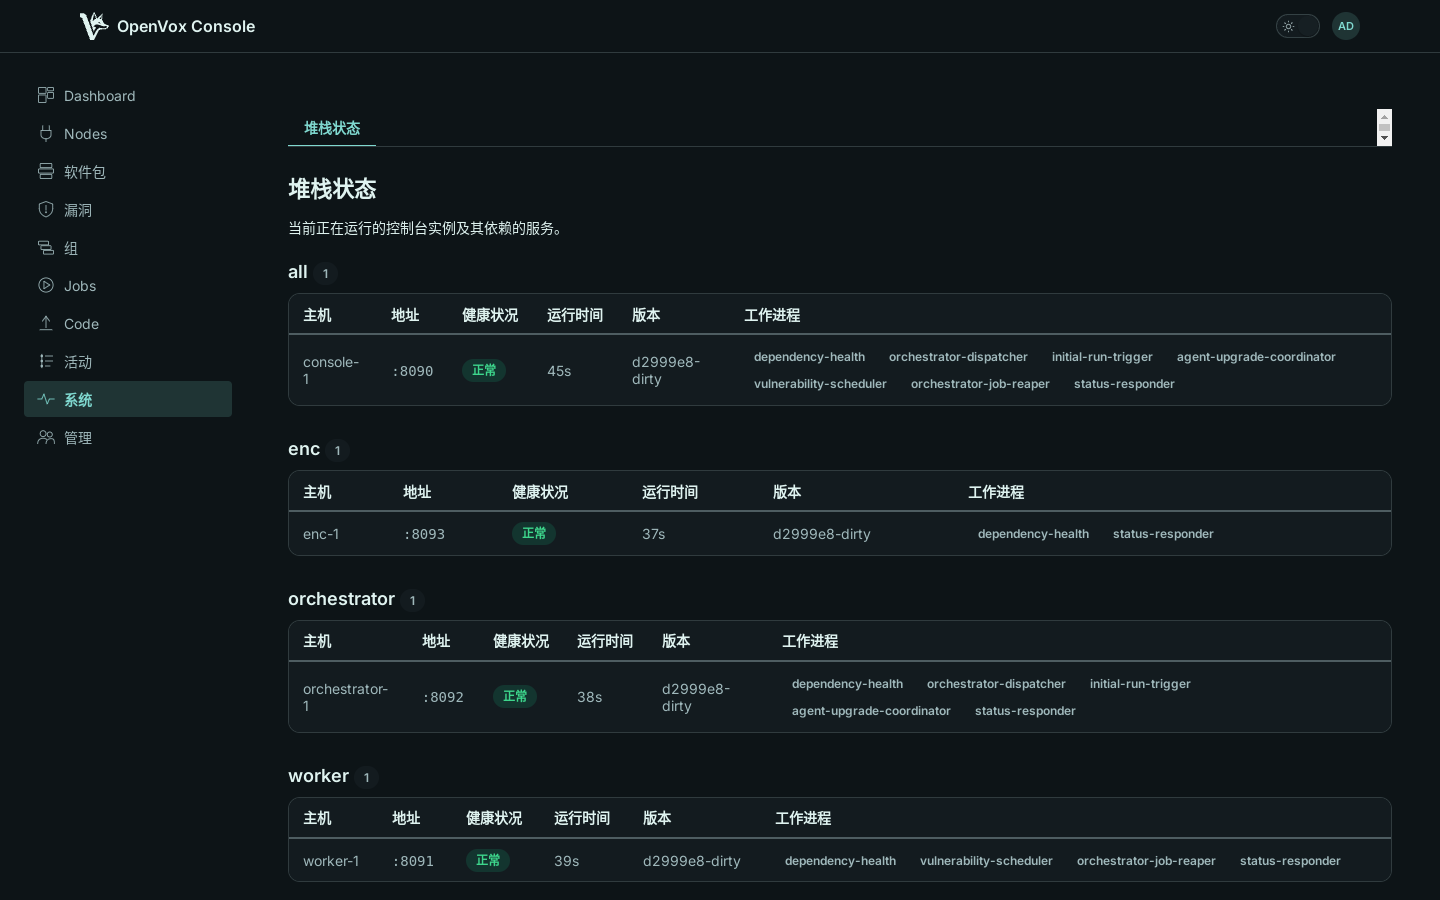 OpenVox Console
AD
Dashboard
Nodes
软件包
漏洞
组
Jobs
Code
活动
系统
管理
堆栈状态
堆栈状态
当前正在运行的控制台实例及其依赖的服务。
all 1
主机 地址 健康状况 运行时间 版本 工作进程
console-1 :8090 正常 45s d2999e8-dirty dependency-health orchestrator-dispatcher initial-run-trigger agent-upgrade-coordinator
vulnerability-scheduler orchestrator-job-reaper status-responder
enc 1
主机 地址 健康状况 运行时间 版本 工作进程
enc-1 :8093 正常 37s d2999e8-dirty dependency-health status-responder
orchestrator 1
主机 地址 健康状况 运行时间 版本 工作进程
orchestrator-1 :8092 正常 38s d2999e8-dirty dependency-health orchestrator-dispatcher initial-run-trigger
agent-upgrade-coordinator status-responder
worker 1
主机 地址 健康状况 运行时间 版本 工作进程
worker-1 :8091 正常 39s d2999e8-dirty dependency-health vulnerability-scheduler orchestrator-job-reaper status-responder